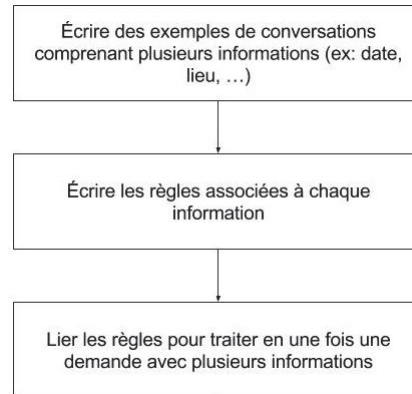 Écrire des exemples de conversations
comprenant plusieurs informations (ex: date,
lieu, …)
Écrire les règles associées à chaque
information
Lier les règles pour traiter en une fois une
demande avec plusieurs informations